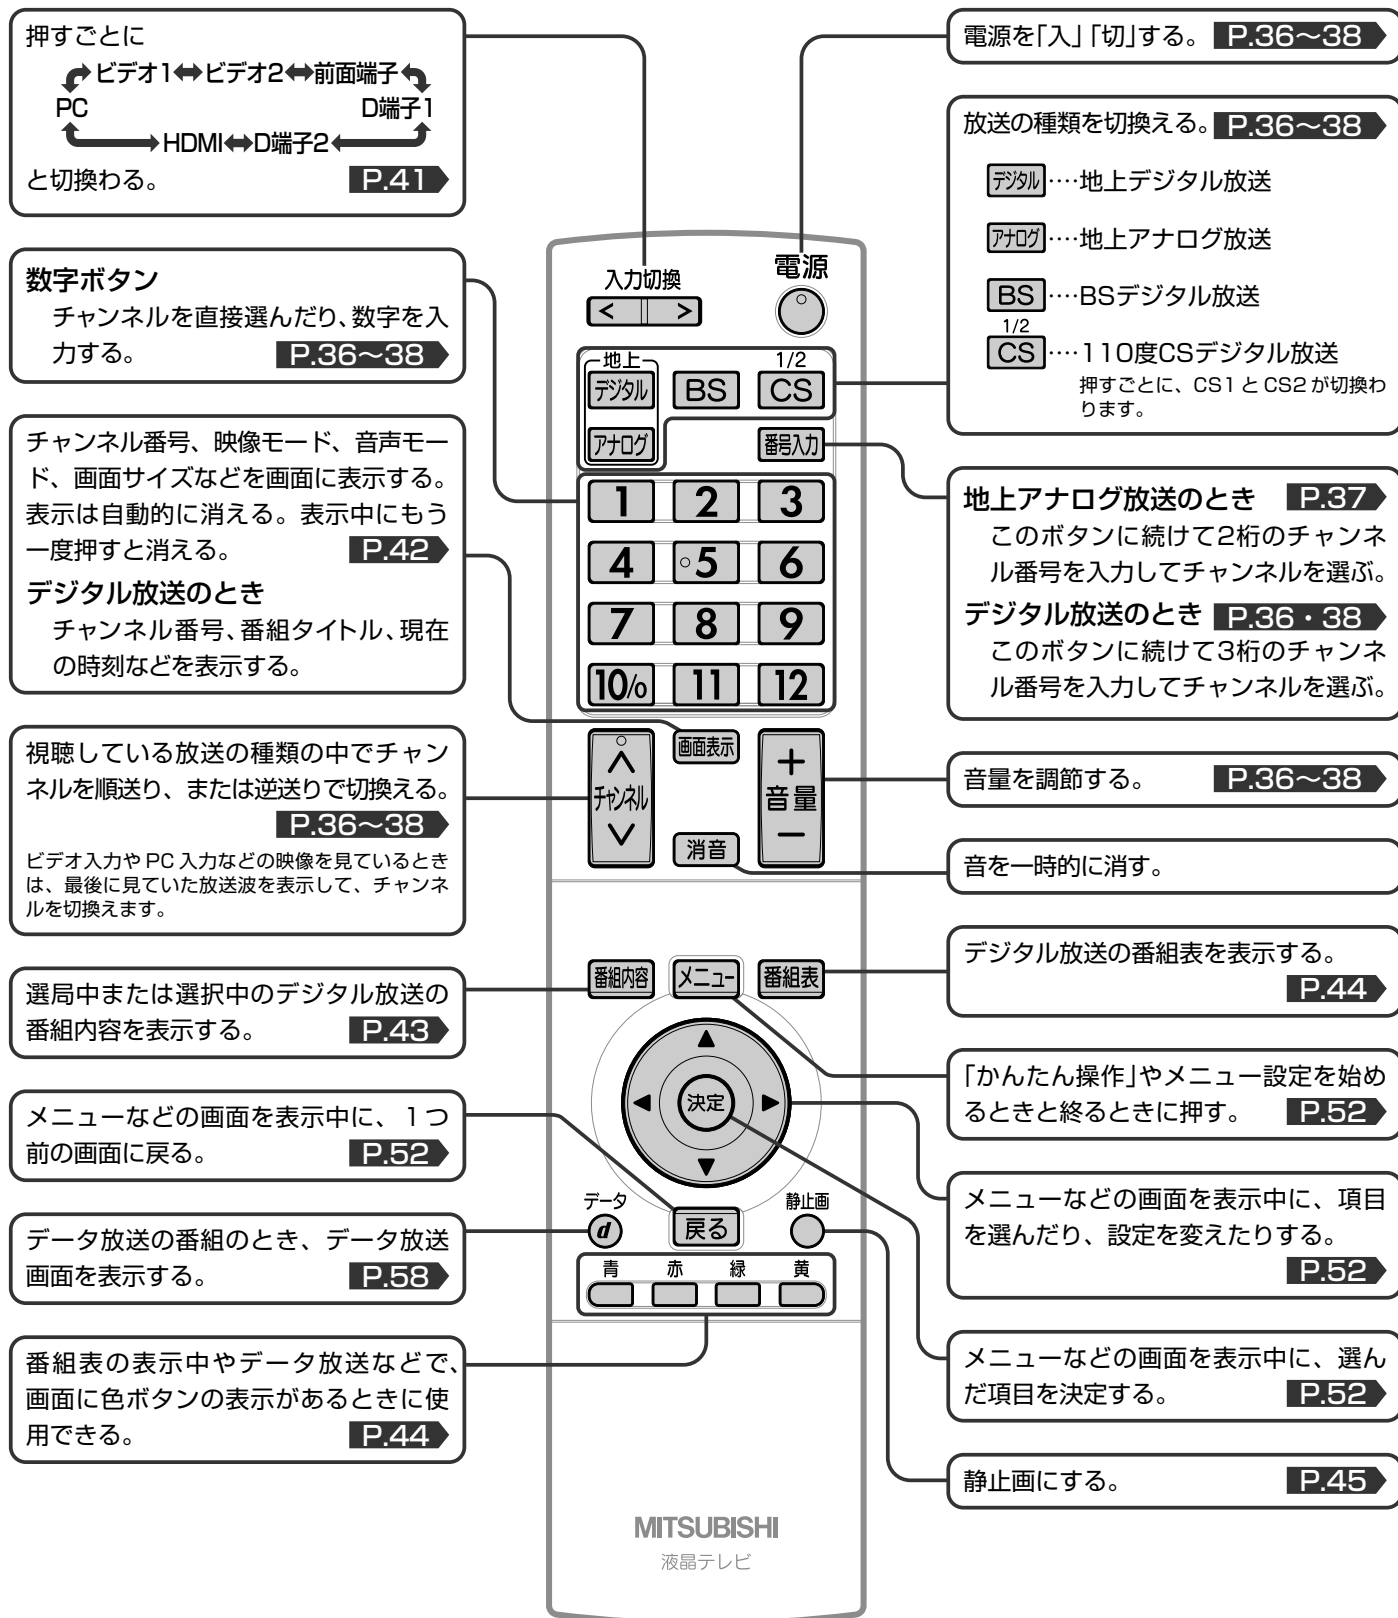 押すごとに
ビデオ1⇔ビデオ2⇔前面端子
PC D端子1
HDMI⇔D端子2
と切換わる。 P.41
数字ボタン
チャンネルを直接選んだり、数字を入
力する。 P.36〜38
チャンネル番号、映像モード、音声モー
ド、画面サイズなどを画面に表示する。
表示は自動的に消える。表示中にもう
一度押すと消える。 P.42
デジタル放送のとき
チャンネル番号、番組タイトル、現在
の時刻などを表示する。
視聴している放送の種類の中でチャン
ネルを順送り、または逆送りで切換える。
P.36〜38
ビデオ入力や PC 入力などの映像を見ているとき
は、最後に見ていた放送波を表示して、チャンネ
ルを切換えます。
選局中または選択中のデジタル放送の
番組内容を表示する。 P.43
メニューなどの画面を表示中に、1つ
前の画面に戻る。 P.52
データ放送の番組のとき、データ放送
画面を表示する。 P.58
番組表の表示中やデータ放送などで、
画面に色ボタンの表示があるときに使
用できる。 P.44
入力切換 電源
< >
地上 1/2
デジタル BS CS
アナログ 番号入力
1 2 3
4 5 6
7 8 9
10/0 11 12
画面表示
チャンネル ＋ 音量 −
消音
番組内容 メニュー 番組表
▲
◀ 決定 ▶
▼
データ 静止画
d 戻る
青 赤 緑 黄
MITSUBISHI
液晶テレビ
電源を「入」「切」する。 P.36〜38
放送の種類を切換える。 P.36〜38
デジタル ····地上デジタル放送
アナログ ····地上アナログ放送
BS ····BSデジタル放送
1/2
CS ····110度CSデジタル放送
押すごとに、CS1 と CS2 が切換わ
ります。
地上アナログ放送のとき P.37
このボタンに続けて2桁のチャンネ
ル番号を入力してチャンネルを選ぶ。
デジタル放送のとき P.36・38
このボタンに続けて3桁のチャンネ
ル番号を入力してチャンネルを選ぶ。
音量を調節する。 P.36〜38
音を一時的に消す。
デジタル放送の番組表を表示する。
P.44
「かんたん操作」やメニュー設定を始め
るときと終るときに押す。 P.52
メニューなどの画面を表示中に、項目
を選んだり、設定を変えたりする。
P.52
メニューなどの画面を表示中に、選ん
だ項目を決定する。 P.52
静止画にする。 P.45